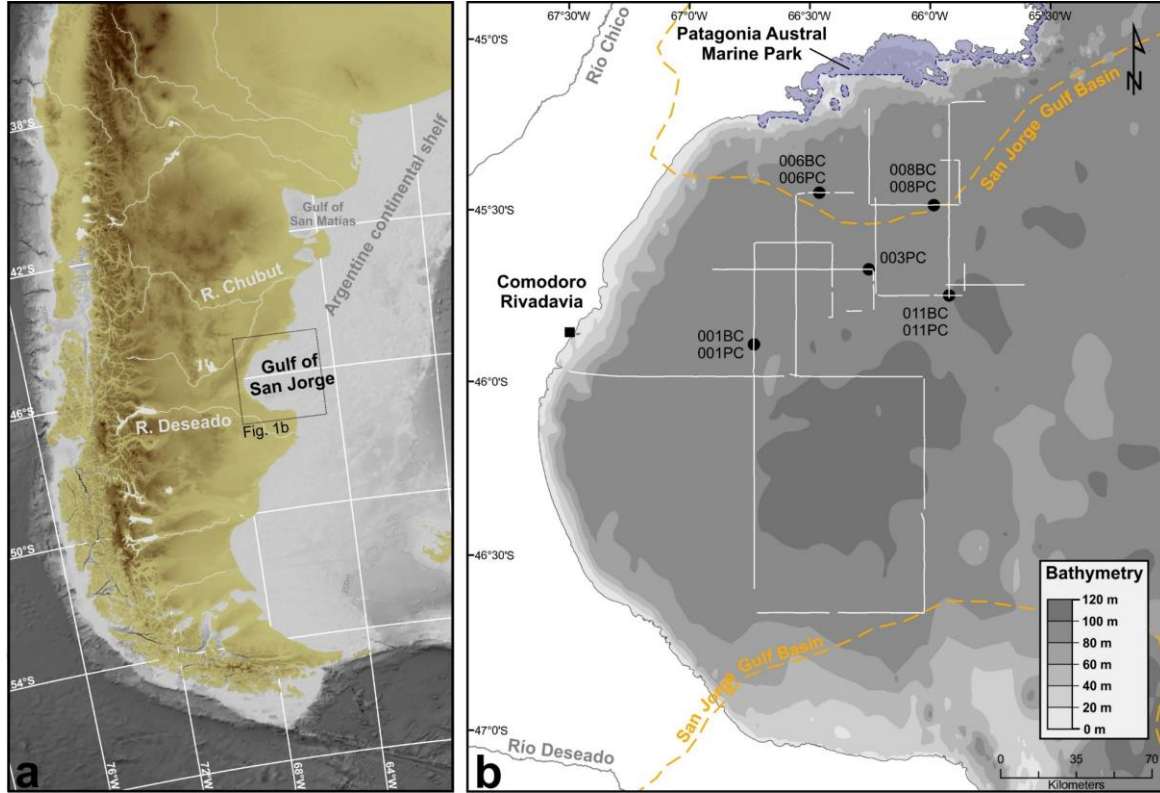 38°S
42°S
46°S
50°S
54°S
76°W
72°W
68°W
64°W
Gulf of
San Matias
Argentine continental shelf
R. Chubut
Gulf of
San Jorge
R. Deseado
Fig. 1b
a
67°30'W
67°0'W
66°30'W
66°0'W
65°30'W
45°0'S
45°30'S
46°0'S
46°30'S
47°0'S
Río Chico
Patagonia Austral
Marine Park
San Jorge Gulf Basin
N
006BC
006PC
008BC
008PC
003PC
Comodoro
Rivadavia
001BC
001PC
011BC
011PC
San Jorge Gulf Basin
Río Deseado
Bathymetry
120 m
100 m
80 m
60 m
40 m
20 m
0 m
0 35 70
Kilometers
b